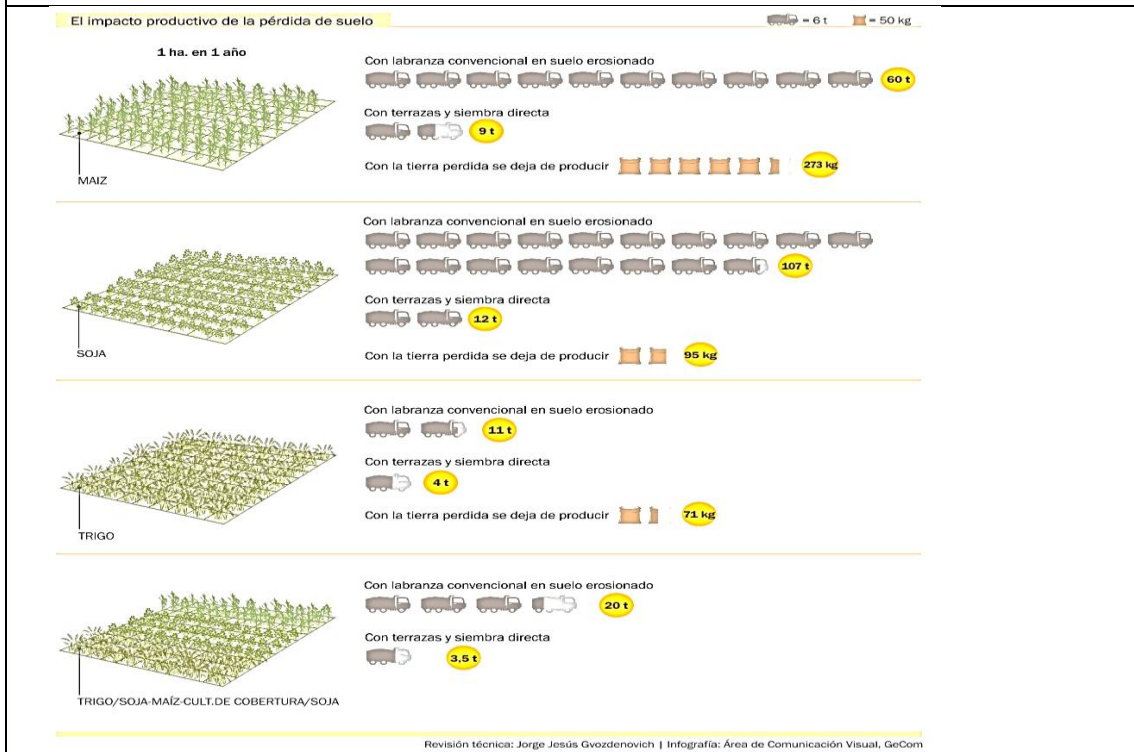 El impacto productivo de la pérdida de suelo
= 6 t = 50 kg
1 ha. en 1 año
Con labranza convencional en suelo erosionado
60 t
Con terrazas y siembra directa
9 t
Con la tierra perdida se deja de producir
273 kg
MAIZ
Con labranza convencional en suelo erosionado
107 t
Con terrazas y siembra directa
12 t
Con la tierra perdida se deja de producir
95 kg
SOJA
Con labranza convencional en suelo erosionado
11 t
Con terrazas y siembra directa
4 t
Con la tierra perdida se deja de producir
71 kg
TRIGO
Con labranza convencional en suelo erosionado
20 t
Con terrazas y siembra directa
3,5 t
TRIGO/SOJA-MAÍZ-CULT.DE COBERTURA/SOJA
Revisión técnica: Jorge Jesús Gvozdenovich | Infografía: Área de Comunicación Visual, GeCom